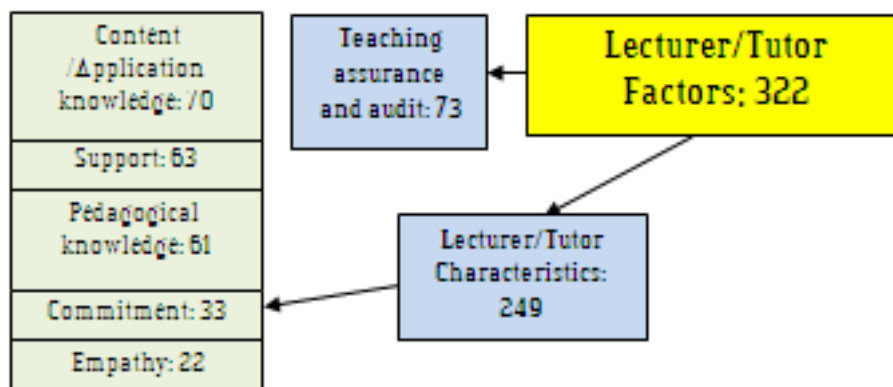 Content
/Application
knowledge: 70
Support: 63
Pedagogical
knowledge: 61
Commitment: 33
Empathy: 22
Teaching
assurance
and audit: 73
Lecturer/Tutor
Factors: 322
Lecturer/Tutor
Characteristics:
249